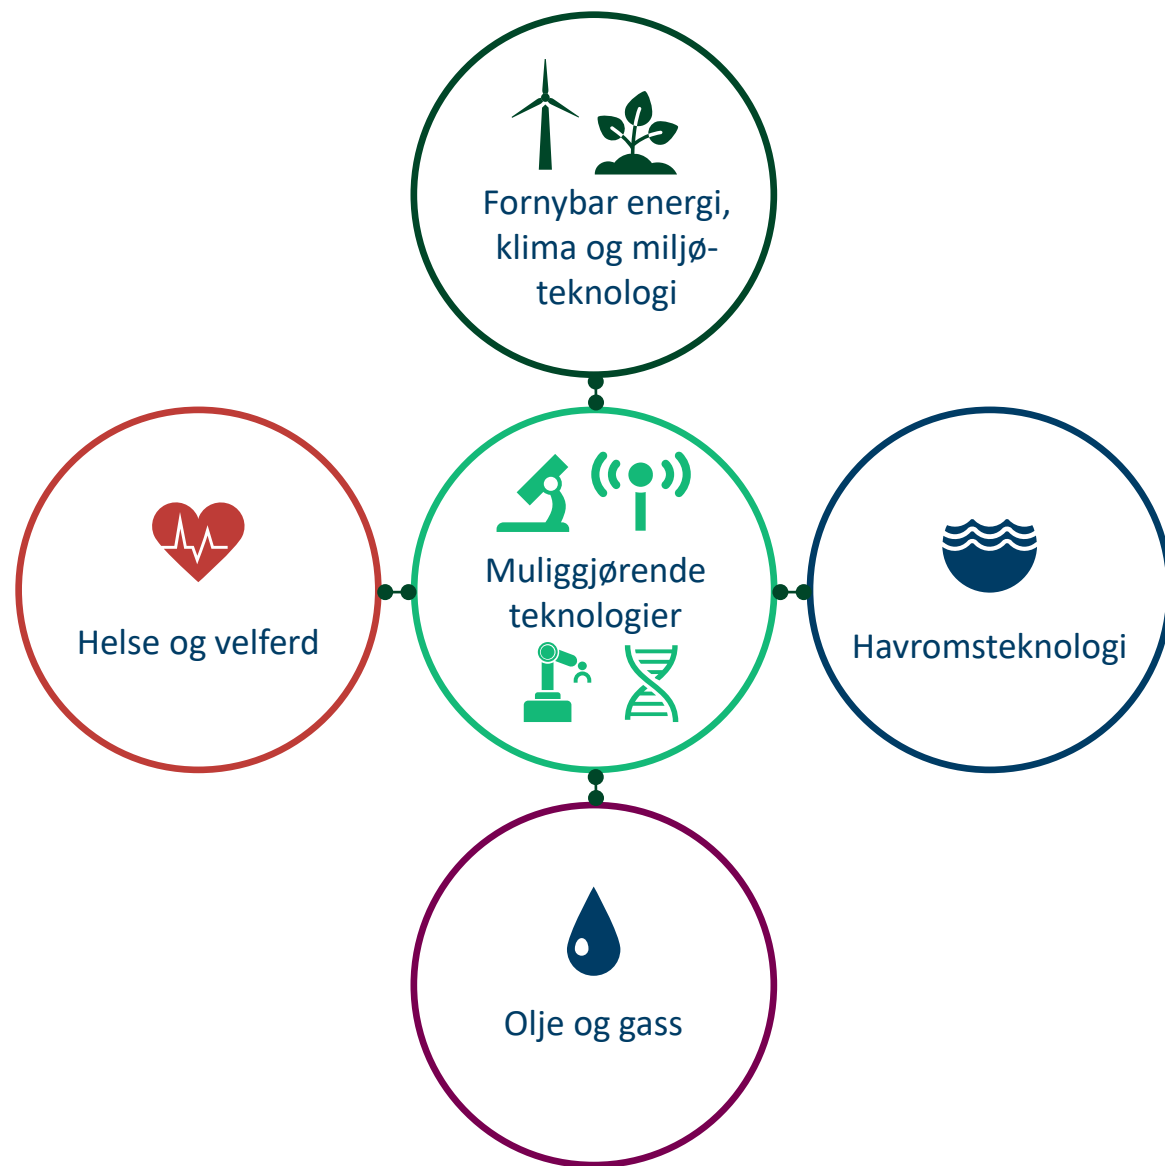 Fornybar energi,
klima og miljø-
teknologi
Helse og velferd
Muliggjørende
teknologier
Havromsteknologi
Olje og gass